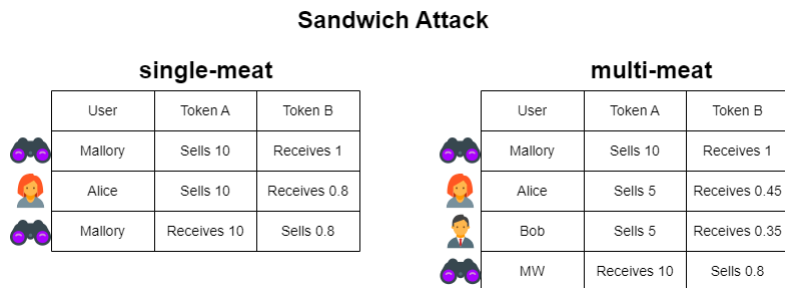 Sandwich Attack
single-meat
User Token A Token B
Mallory Sells 10 Receives 1
Alice Sells 10 Receives 0.8
Mallory Receives 10 Sells 0.8
multi-meat
User Token A Token B
Mallory Sells 10 Receives 1
Alice Sells 5 Receives 0.45
Bob Sells 5 Receives 0.35
MW Receives 10 Sells 0.8